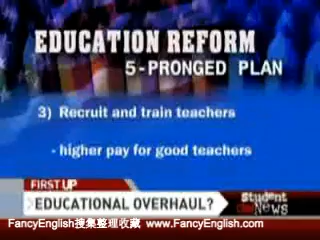 EDUCATION REFORM
5-PRONGED PLAN
3) Recruit and train teachers
- higher pay for good teachers
FIRST UP
EDUCATIONAL OVERHAUL?
Student
News
FancyEnglish搜集整理收藏 www.FancyEnglish.com